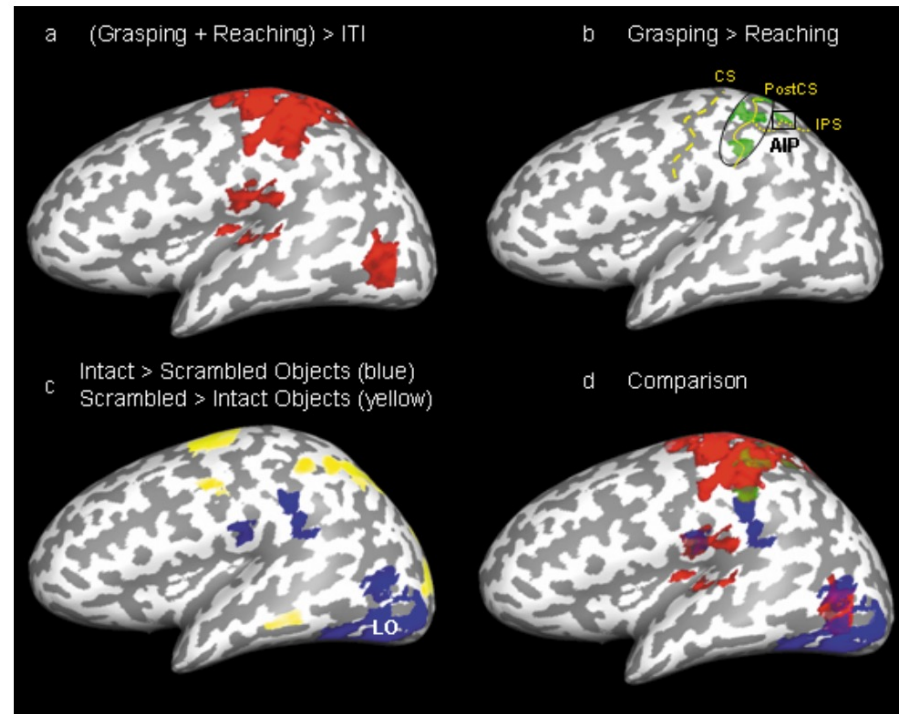 a (Grasping + Reaching) > ITI
b Grasping > Reaching
CS
PostCS
IPS
AIP
c Intact > Scrambled Objects (blue)
Scrambled > Intact Objects (yellow)
LO
d Comparison